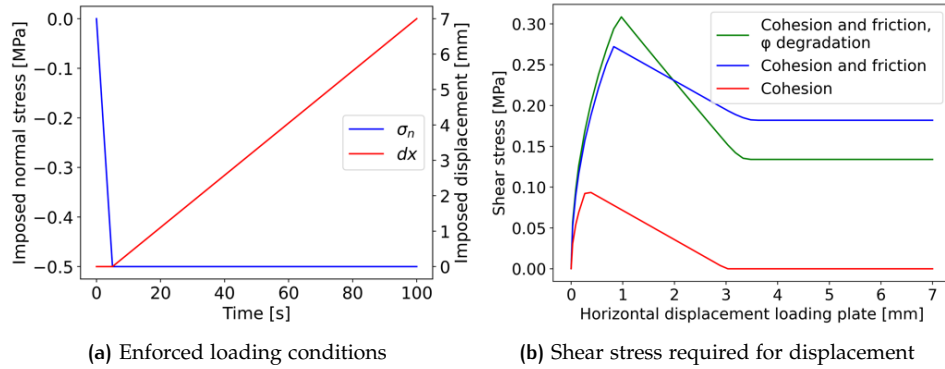 Imposed normal stress [MPa]
0.0
−0.1
−0.2
−0.3
−0.4
−0.5
0 20 40 60 80 100
Time [s]
7
6
5
4
3
2
1
0
Imposed displacement [mm]
σn
dx
(a) Enforced loading conditions
Shear stress [MPa]
0.30
0.25
0.20
0.15
0.10
0.05
0.00
0 1 2 3 4 5 6 7
Horizontal displacement loading plate [mm]
Cohesion and friction,
φ degradation
Cohesion and friction
Cohesion
(b) Shear stress required for displacement